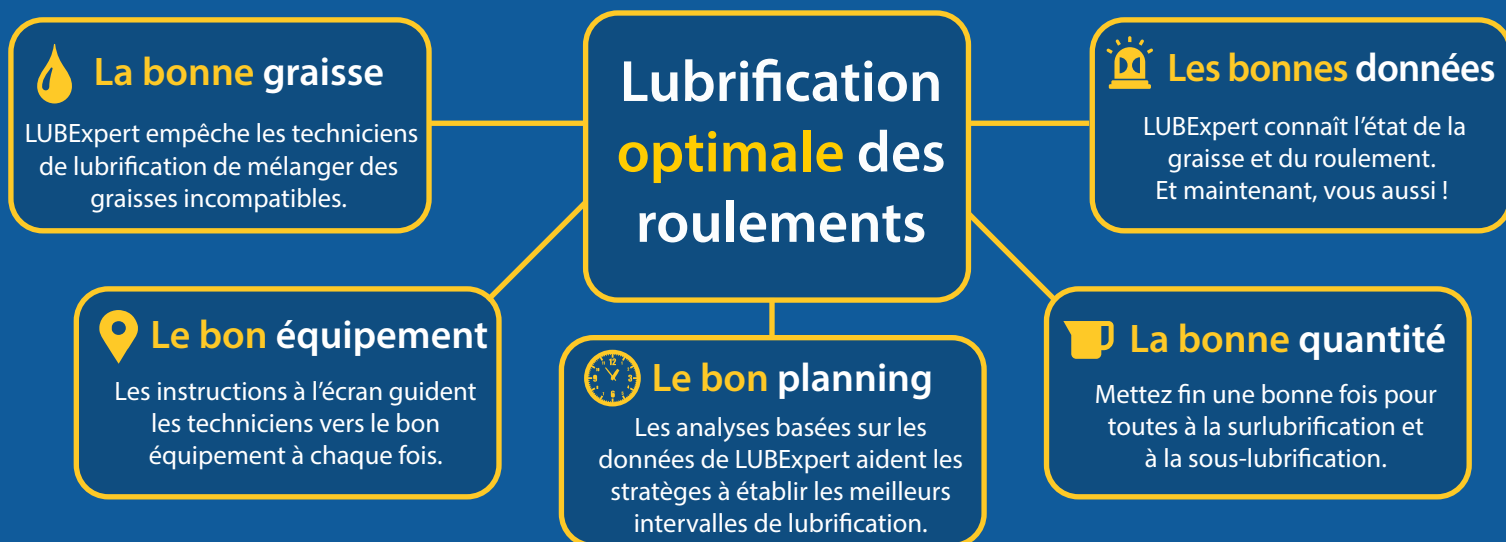 La bonne graisse
LUBExpert empêche les techniciens
de lubrification de mélanger des
graisses incompatibles.
Lubrification
optimale des
roulements
Les bonnes données
LUBExpert connaît l’état de la
graisse et du roulement.
Et maintenant, vous aussi !
Le bon équipement
Les instructions à l’écran guident
les techniciens vers le bon
équipement à chaque fois.
Le bon planning
Les analyses basées sur les
données de LUBExpert aident les
stratèges à établir les meilleurs
intervalles de lubrification.
La bonne quantité
Mettez fin une bonne fois pour
toutes à la surlubrification et
à la sous-lubrification.